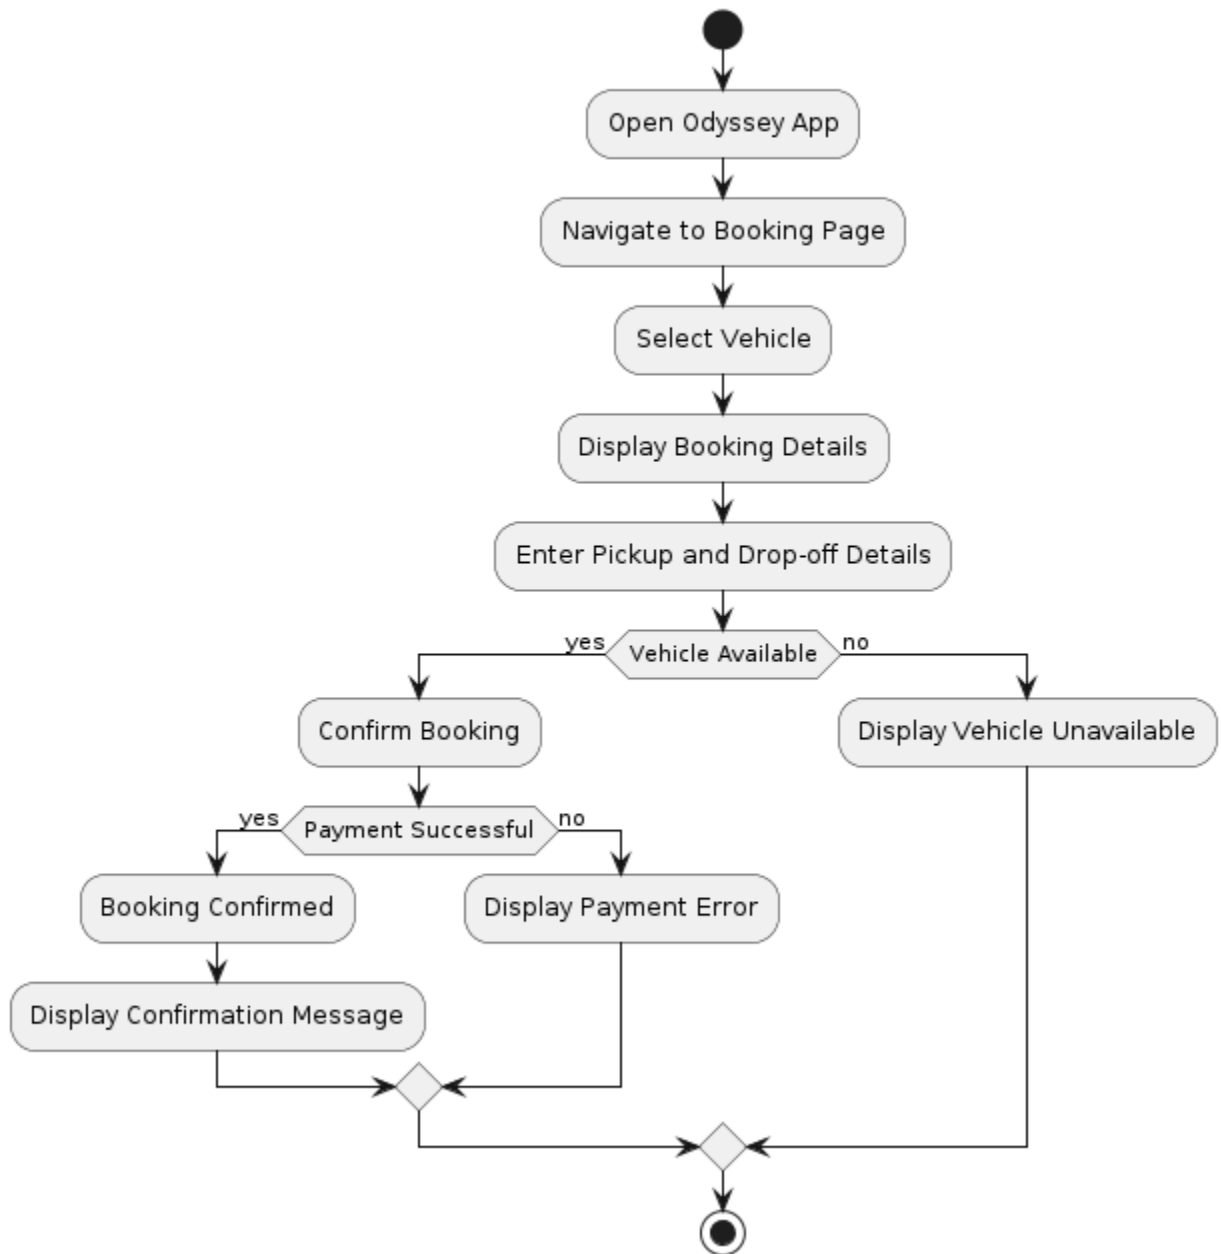 Open Odyssey App
Navigate to Booking Page
Select Vehicle
Display Booking Details
Enter Pickup and Drop-off Details
yes
Vehicle Available
no
Confirm Booking
Display Vehicle Unavailable
yes
Payment Successful
no
Booking Confirmed
Display Payment Error
Display Confirmation Message